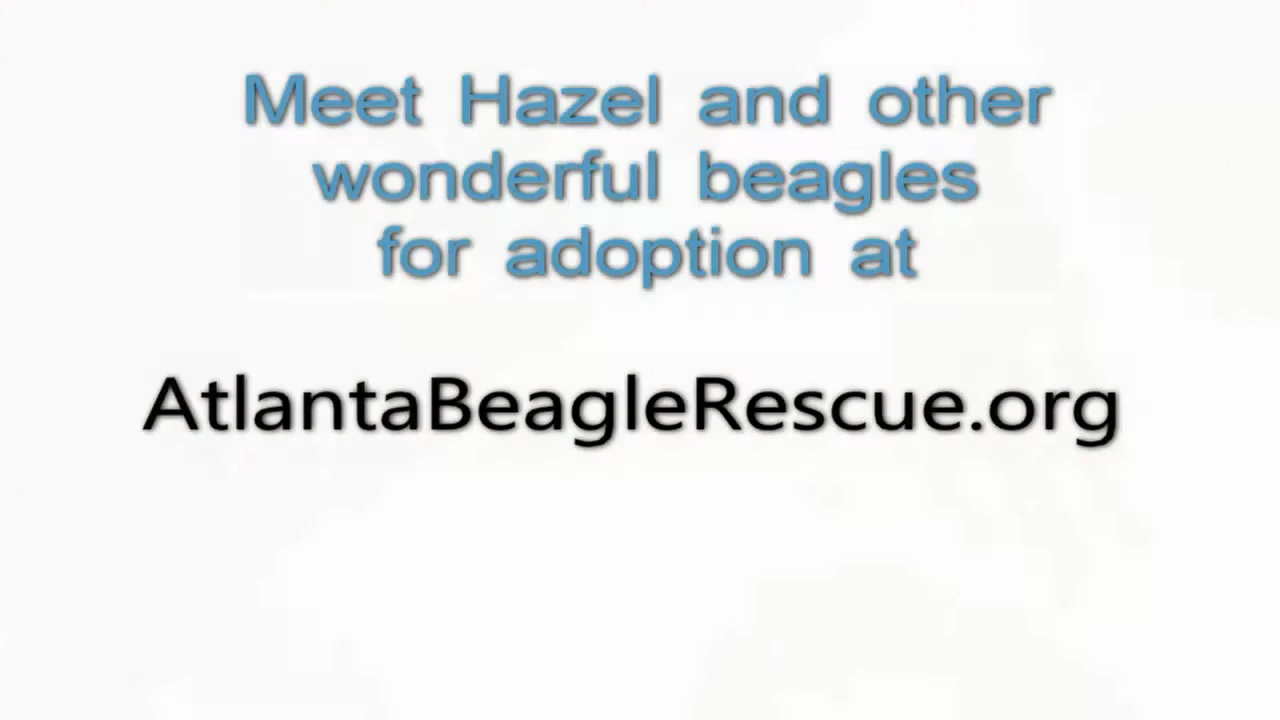 Meet Hazel and other
wonderful beagles
for adoption at
AtlantaBeagleRescue.org